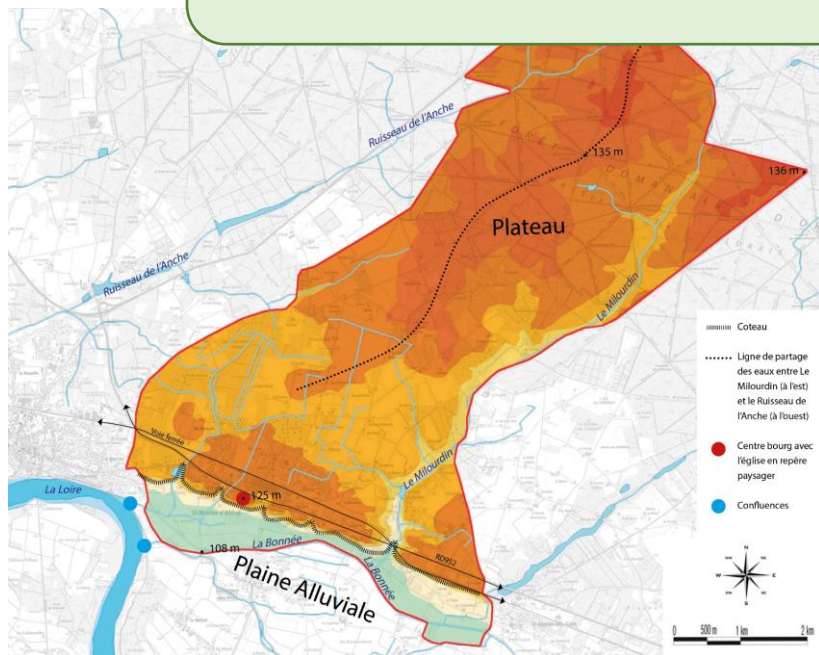 Ruisseau de l'Anche
135 m
136 m
Plateau
Ruisseau de l'Anche
Le Milourdin
Coteau
Ligne de partage
des eaux entre Le
Milourdin (à l'est)
et le Ruisseau de
l'Anche (à l'ouest)
Voie ferrée
Le Milourdin
Centre bourg avec
l'église en repère
paysager
La Loire
125 m
Confluences
La Bonnée
108 m
RD952
La Bonnée
Plaine Alluviale
N
W
E
S
0
500 m
1 km
2 km